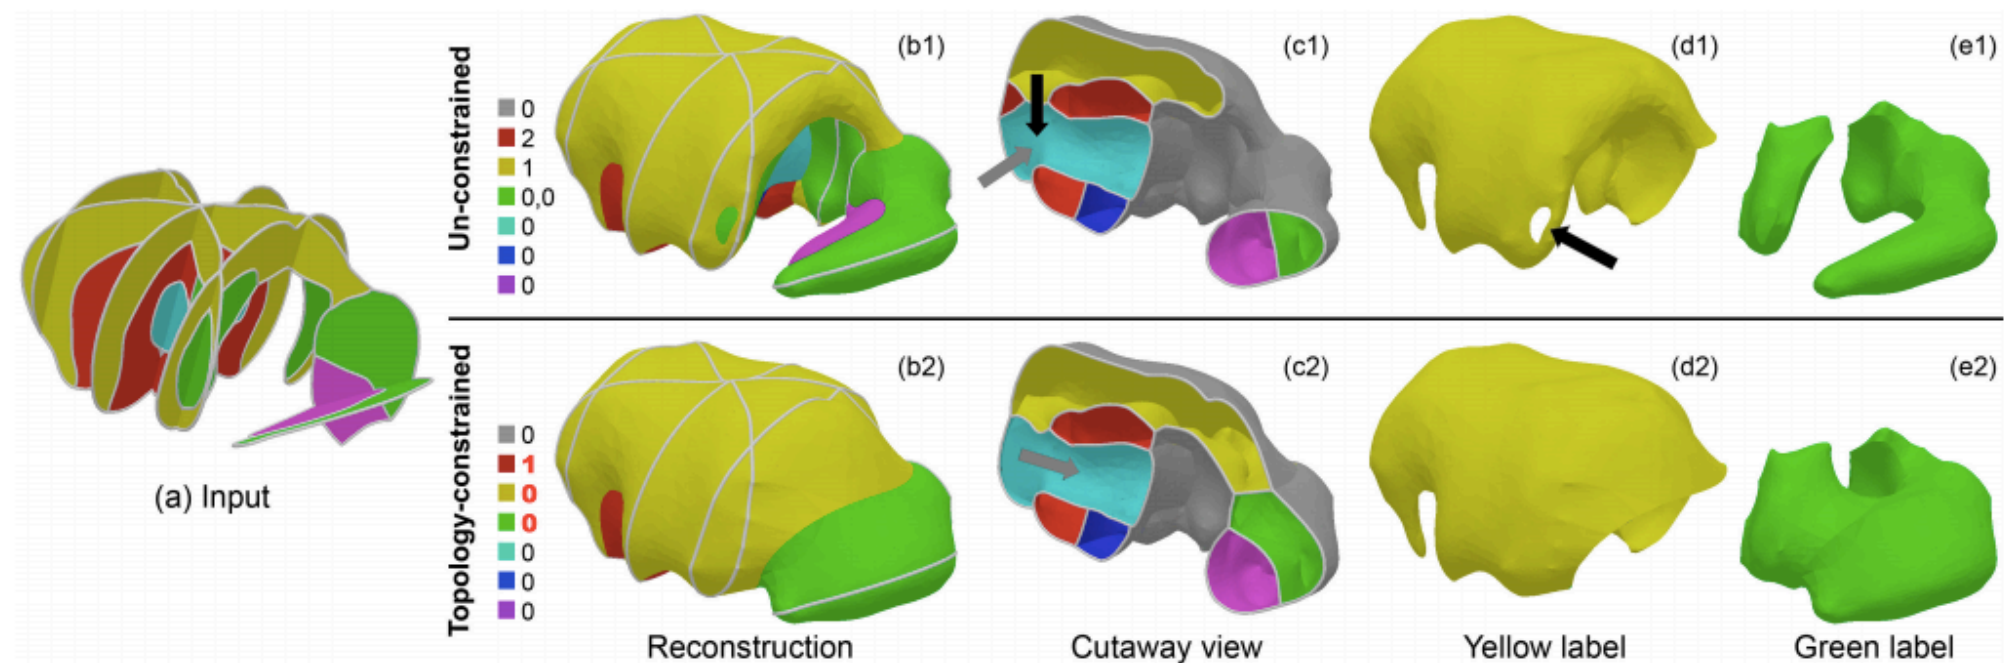 Un-constrained
0
2
1
0,0
0
0
0
(b1)
(c1)
(d1)
(e1)
(a) Input
Topology-constrained
0
1
0
0
0
0
0
(b2)
(c2)
(d2)
(e2)
Reconstruction
Cutaway view
Yellow label
Green label